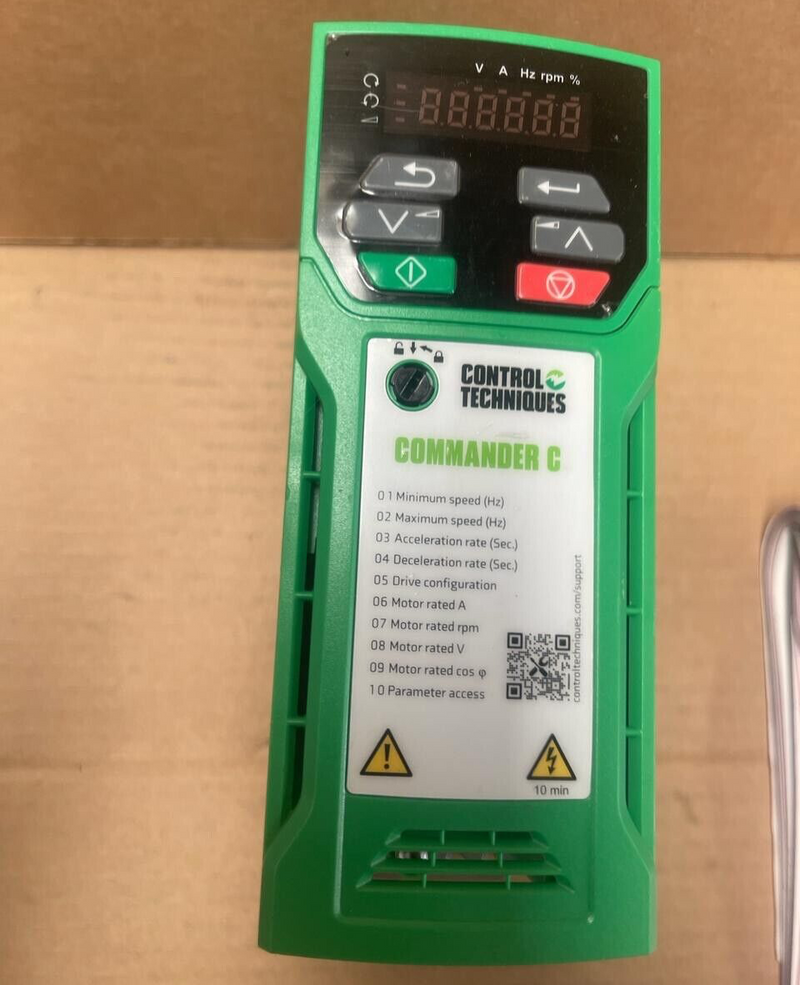 V A Hz rpm %
CONTROL
TECHNIQUES
COMMANDER C
01 Minimum speed (Hz)
02 Maximum speed (Hz)
03 Acceleration rate (Sec.)
04 Deceleration rate (Sec.)
05 Drive configuration
06 Motor rated A
07 Motor rated rpm
08 Motor rated V
09 Motor rated cos φ
10 Parameter access
controltechniques.com/support
10 min